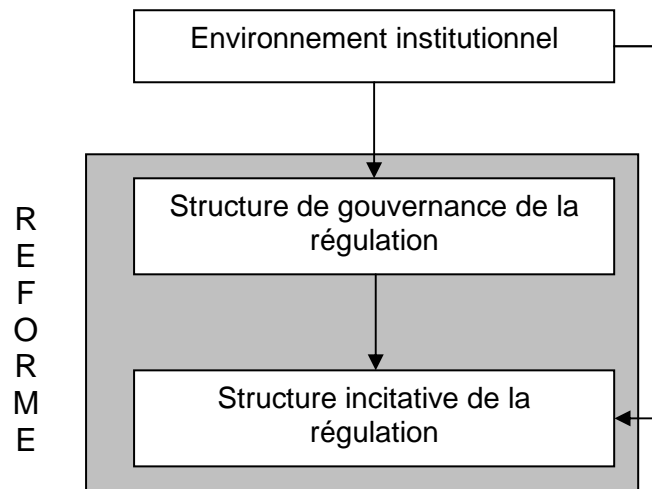 Environnement institutionnel
Structure de gouvernance de la
régulation
R
E
F
O
R
M
E
Structure incitative de la
régulation